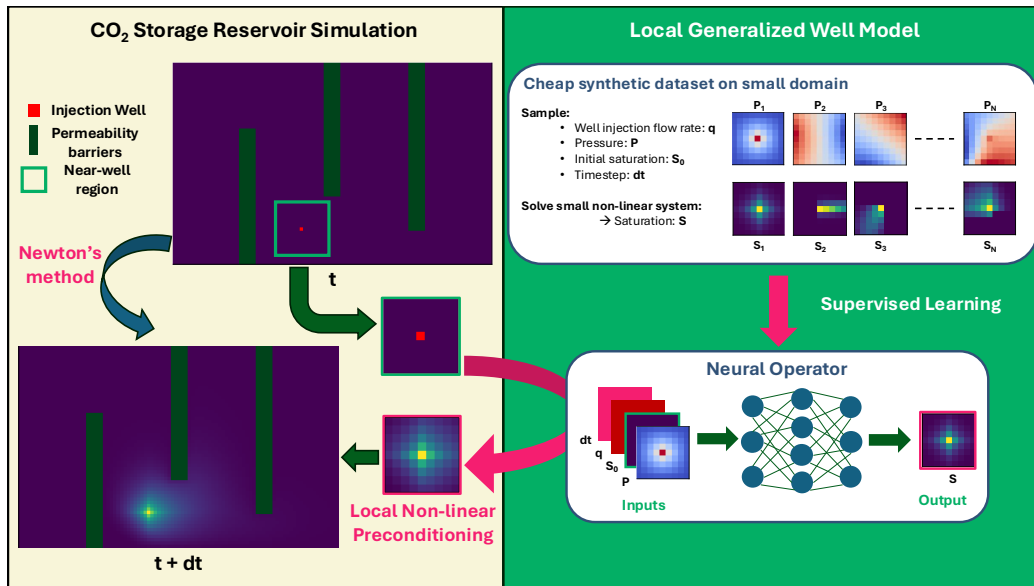 CO₂ Storage Reservoir Simulation
Injection Well
Permeability
barriers
Near-well
region
Newton's
method
t
t + dt
Local Non-linear
Preconditioning
Local Generalized Well Model
Cheap synthetic dataset on small domain
Sample:
• Well injection flow rate: q
• Pressure: P
• Initial saturation: S₀
• Timestep: dt
Solve small non-linear system:
→ Saturation: S
P₁ P₂ P₃ P_N
S₁ S₂ S₃ S_N
Supervised Learning
Neural Operator
dt
q
S₀
P
Inputs
S
Output